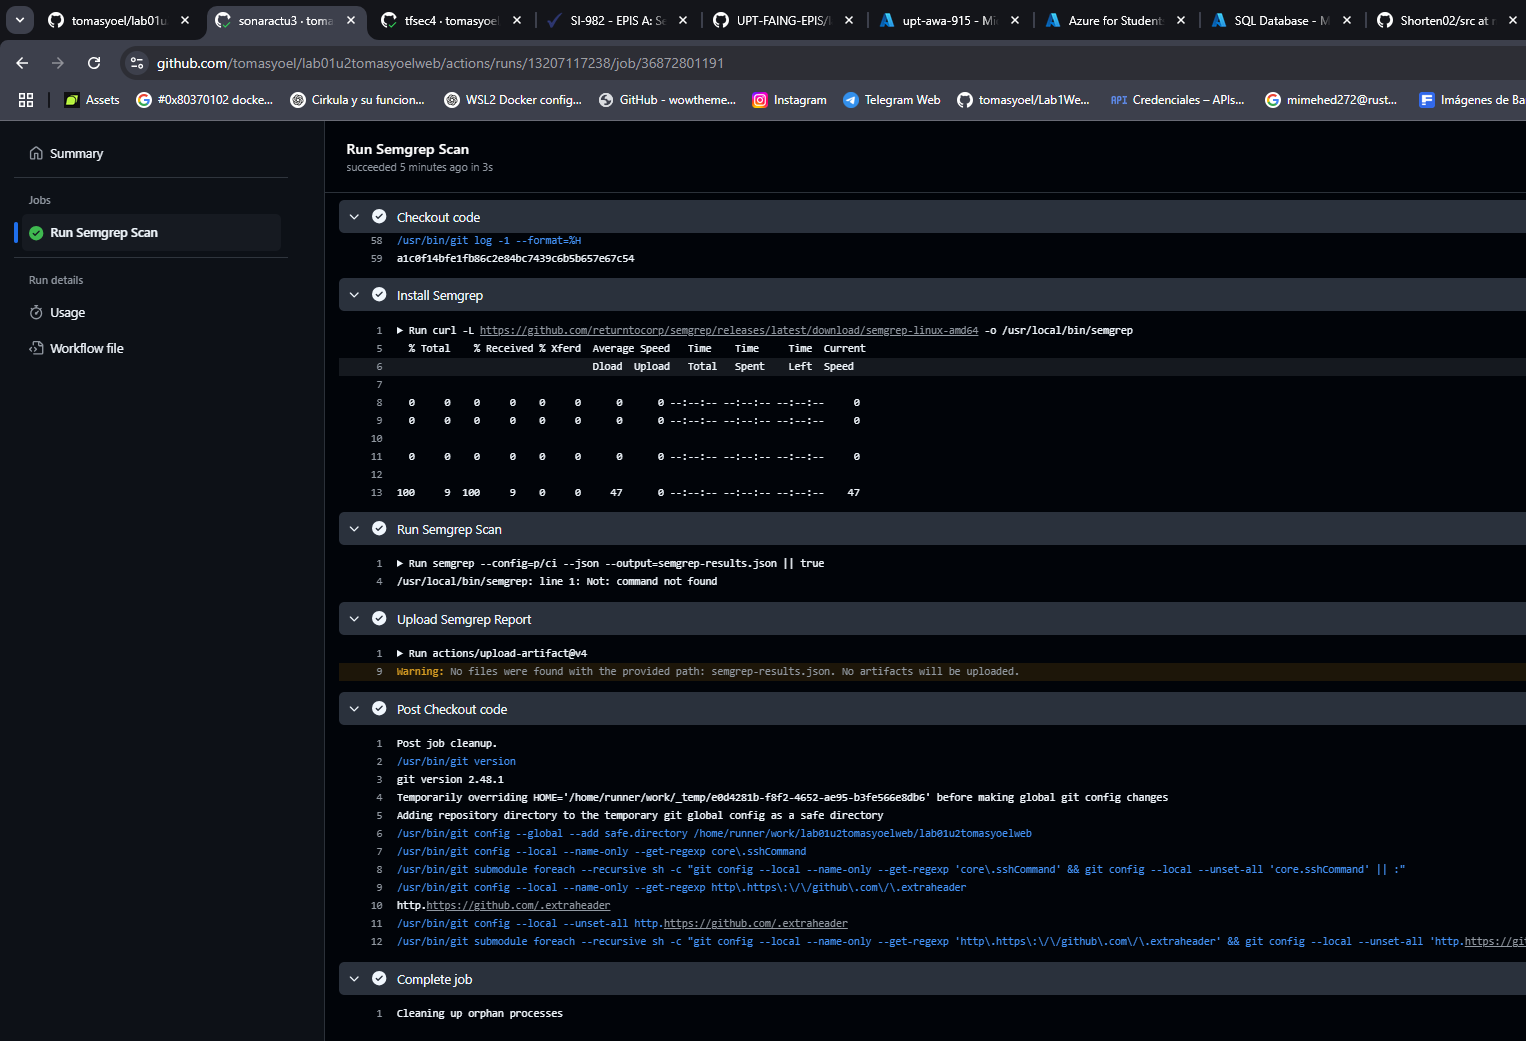 tomasyoel/lab01u
sonaractu3 · toma
tfsec4 · tomasyoel
SI-982 - EPIS A: Se
UPT-FAING-EPIS/l
upt-awa-915 - Mi
Azure for Student
SQL Database - M
Shorten02/src at
github.com/tomasyoel/lab01u2tomasyoelweb/actions/runs/13207117238/job/36872801191
Assets
#0x80370102 docke...
Cirkula y su funcion...
WSL2 Docker config...
GitHub - wowtheme...
Instagram
Telegram Web
tomasyoel/Lab1We...
API Credenciales – APIs...
mimehed272@rust...
Imágenes de Ba
Summary
Jobs
Run Semgrep Scan
Run details
Usage
Workflow file
Run Semgrep Scan
succeeded 5 minutes ago in 3s
Checkout code
58 /usr/bin/git log -1 --format=%H
59 a1c0f14bfe1fb86c2e84bc7439c6b5b657e67c54
Install Semgrep
1 Run curl -L https://github.com/returntocorp/semgrep/releases/latest/download/semgrep-linux-amd64 -o /usr/local/bin/semgrep
5 % Total % Received % Xferd Average Speed Time Time Time Current
6 Dload Upload Total Spent Left Speed
7
8 0 0 0 0 0 0 0 0 --:--:-- --:--:-- --:--:-- 0
9 0 0 0 0 0 0 0 0 --:--:-- --:--:-- --:--:-- 0
10
11 0 0 0 0 0 0 0 0 --:--:-- --:--:-- --:--:-- 0
12
13 100 9 100 9 0 0 47 0 --:--:-- --:--:-- --:--:-- 47
Run Semgrep Scan
1 Run semgrep --config=p/ci --json --output=semgrep-results.json || true
4 /usr/local/bin/semgrep: line 1: Not: command not found
Upload Semgrep Report
1 Run actions/upload-artifact@v4
9 Warning: No files were found with the provided path: semgrep-results.json. No artifacts will be uploaded.
Post Checkout code
1 Post job cleanup.
2 /usr/bin/git version
3 git version 2.48.1
4 Temporarily overriding HOME='/home/runner/work/_temp/e0d4281b-f8f2-4652-ae95-b3fe566e8db6' before making global git config changes
5 Adding repository directory to the temporary git global config as a safe directory
6 /usr/bin/git config --global --add safe.directory /home/runner/work/lab01u2tomasyoelweb/lab01u2tomasyoelweb
7 /usr/bin/git config --local --name-only --get-regexp core\.sshCommand
8 /usr/bin/git submodule foreach --recursive sh -c "git config --local --name-only --get-regexp 'core\.sshCommand' && git config --local --unset-all 'core.sshCommand' || :"
9 /usr/bin/git config --local --name-only --get-regexp http\.https\:\/\/github\.com\/\.extraheader
10 http.https://github.com/.extraheader
11 /usr/bin/git config --local --unset-all http.https://github.com/.extraheader
12 /usr/bin/git submodule foreach --recursive sh -c "git config --local --name-only --get-regexp 'http\.https\:\/\/github\.com\/\.extraheader' && git config --local --unset-all 'http.https://gi
Complete job
1 Cleaning up orphan processes